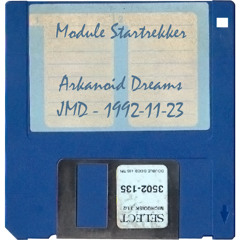 Module Startrekker
Arkanoid Dreams
JMD - 1992-11-23
SELECT
3502-135